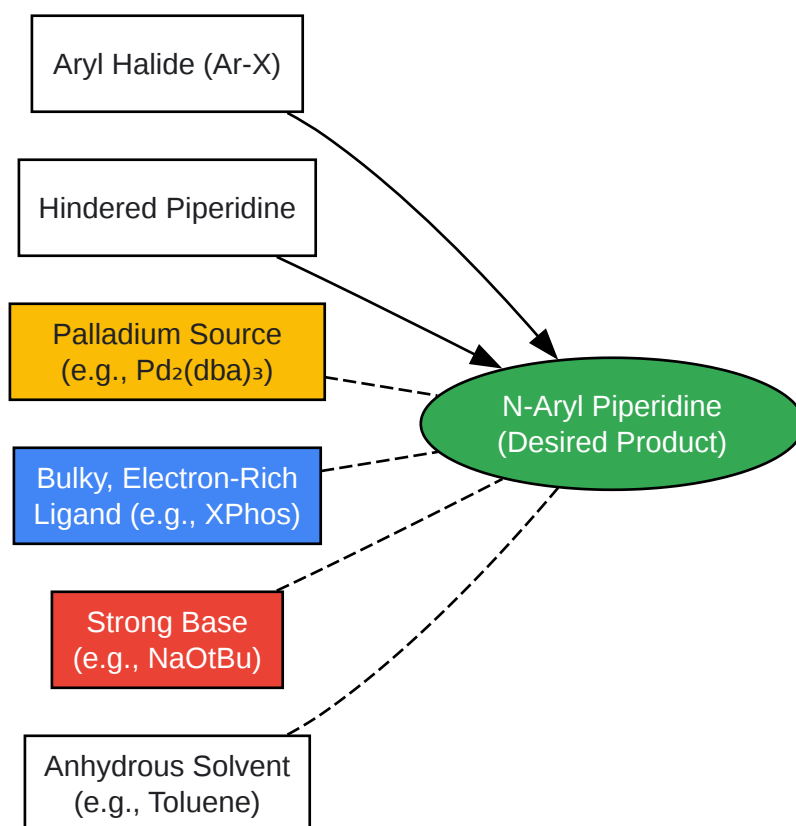 Aryl Halide (Ar-X)
Hindered Piperidine
Palladium Source
(e.g., Pd₂(dba)₃)
N-Aryl Piperidine
(Desired Product)
Bulky, Electron-Rich
Ligand (e.g., XPhos)
Strong Base
(e.g., NaOtBu)
Anhydrous Solvent
(e.g., Toluene)